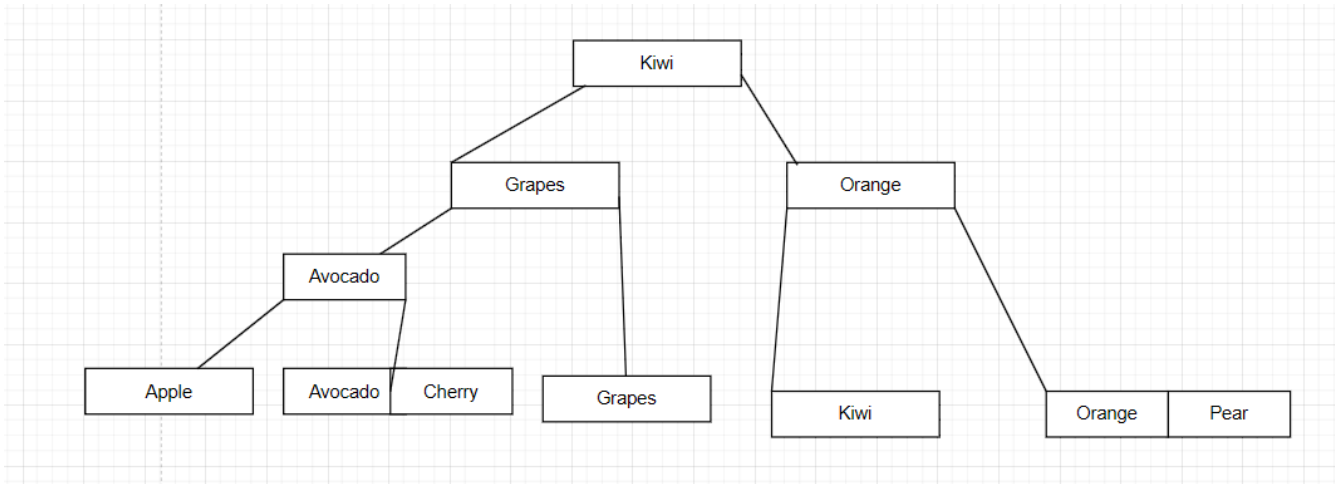 Kiwi
Grapes
Orange
Avocado
Apple
Avocado
Cherry
Grapes
Kiwi
Orange
Pear